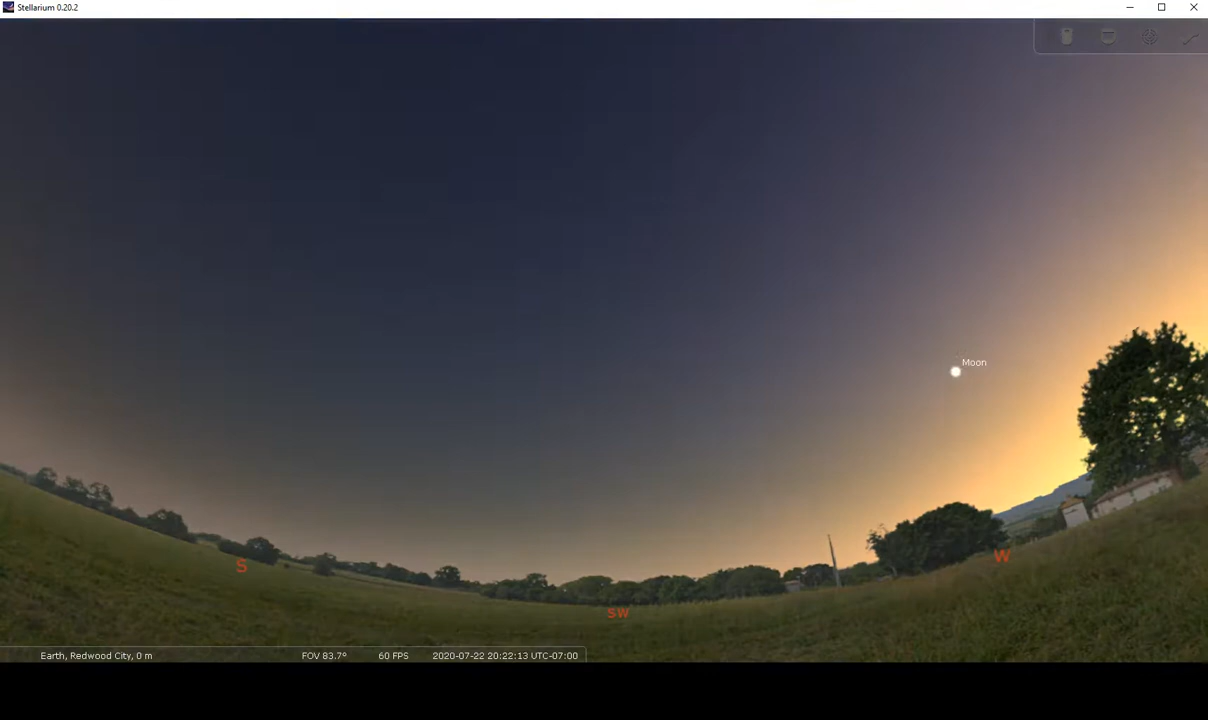 Stellarium 0.20.2
Moon
S
W
SW
Earth, Redwood City, 0 m FOV 83.7° 60 FPS 2020-07-22 20:22:13 UTC-07:00